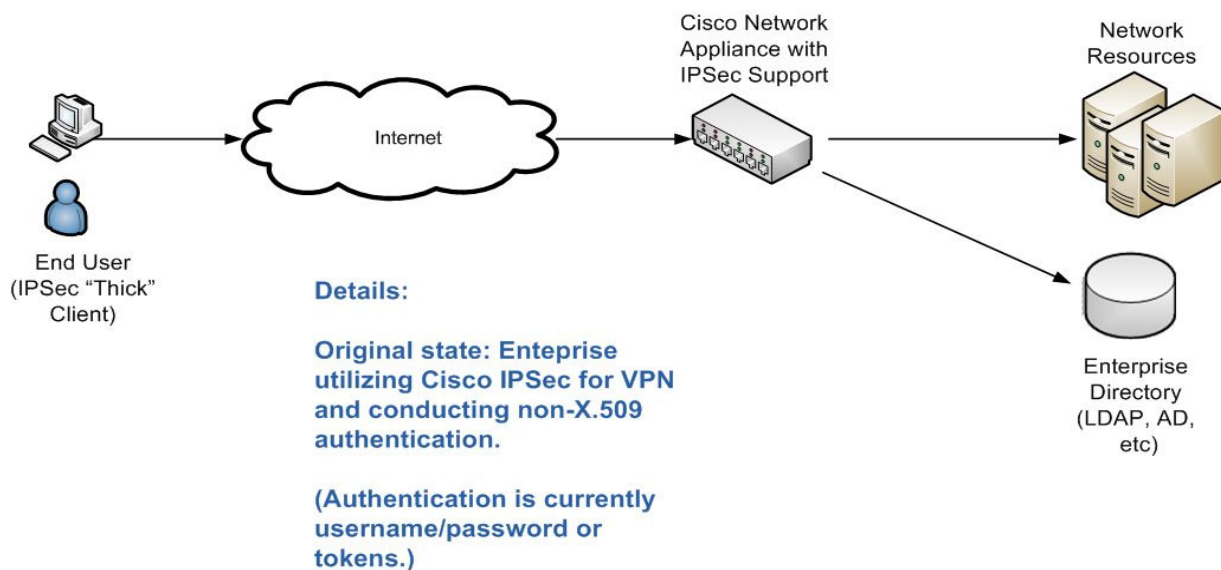 Cisco Network
Appliance with
IPSec Support
Network
Resources
Internet
End User
(IPSec “Thick”
Client)
Details:
Original state: Enteprise
utilizing Cisco IPSec for VPN
and conducting non-X.509
authentication.
(Authentication is currently
username/password or
tokens.)
Enterprise
Directory
(LDAP, AD,
etc)